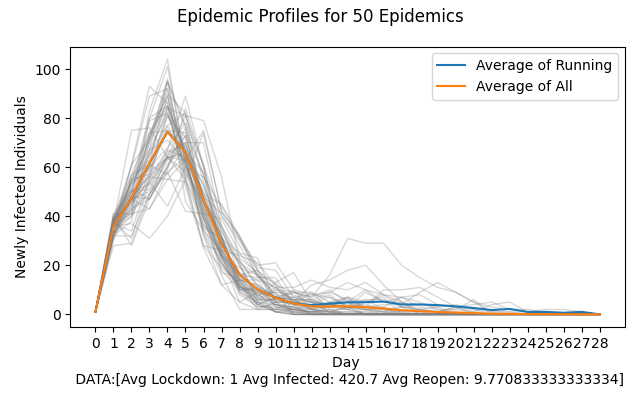 Epidemic Profiles for 50 Epidemics
Average of Running
Average of All
Newly Infected Individuals
100
80
60
40
20
0
0 1 2 3 4 5 6 7 8 9 10 11 12 13 14 15 16 17 18 19 20 21 22 23 24 25 26 27 28
Day
DATA:[Avg Lockdown: 1 Avg Infected: 420.7 Avg Reopen: 9.770833333333334]